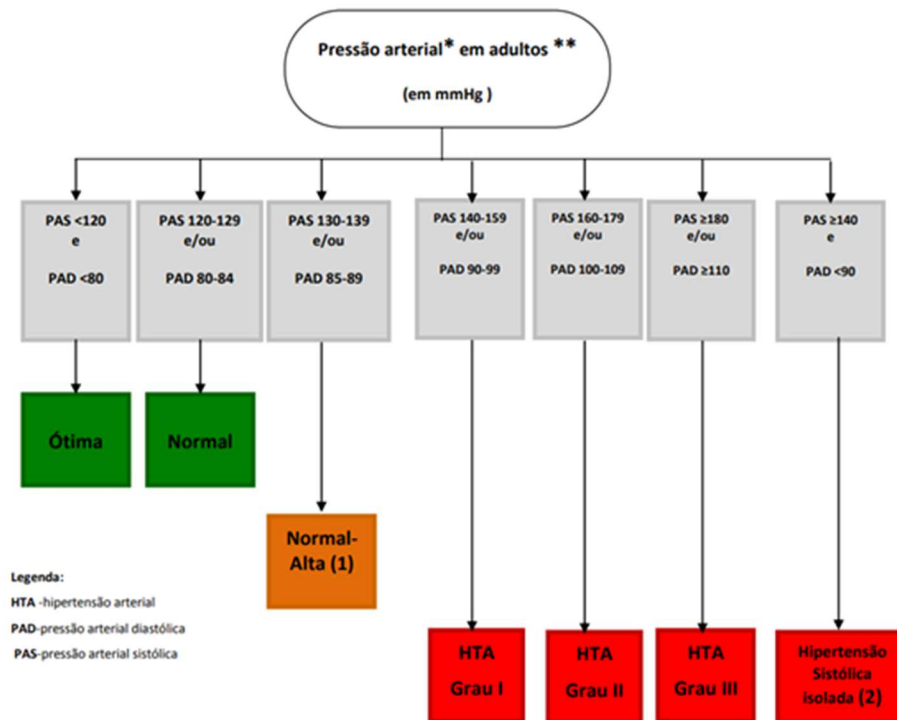 Pressão arterial* em adultos **
(em mmHg )
PAS <120
e
PAD <80
PAS 120-129
e/ou
PAD 80-84
PAS 130-139
e/ou
PAD 85-89
PAS 140-159
e/ou
PAD 90-99
PAS 160-179
e/ou
PAD 100-109
PAS ≥180
e/ou
PAD ≥110
PAS ≥140
e
PAD <90
Ótima
Normal
Normal-
Alta (1)
HTA
Grau I
HTA
Grau II
HTA
Grau III
Hipertensão
Sistólica
isolada (2)
Legenda:
HTA -hipertensão arterial
PAD-pressão arterial diastólica
PAS-pressão arterial sistólica